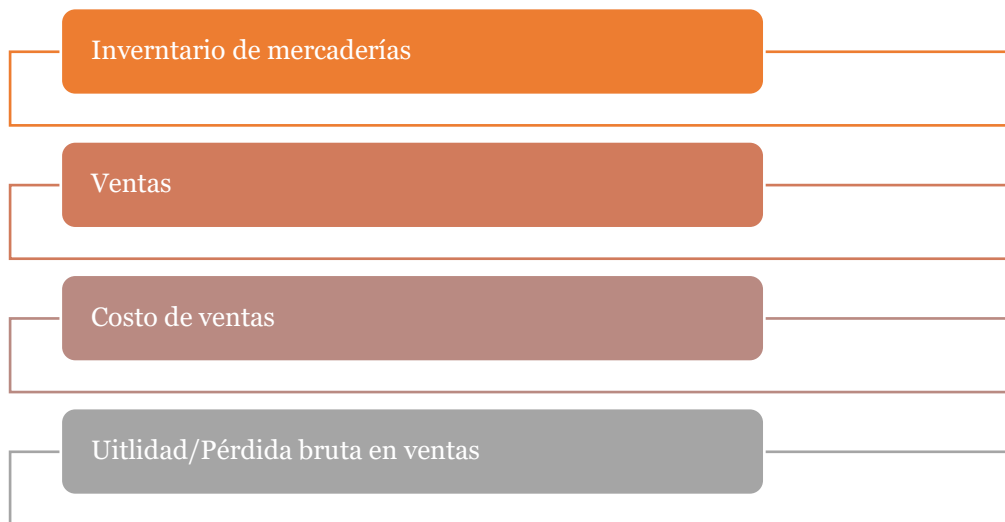 Inverntario de mercaderías
Ventas
Costo de ventas
Uitlidad/Pérdida bruta en ventas